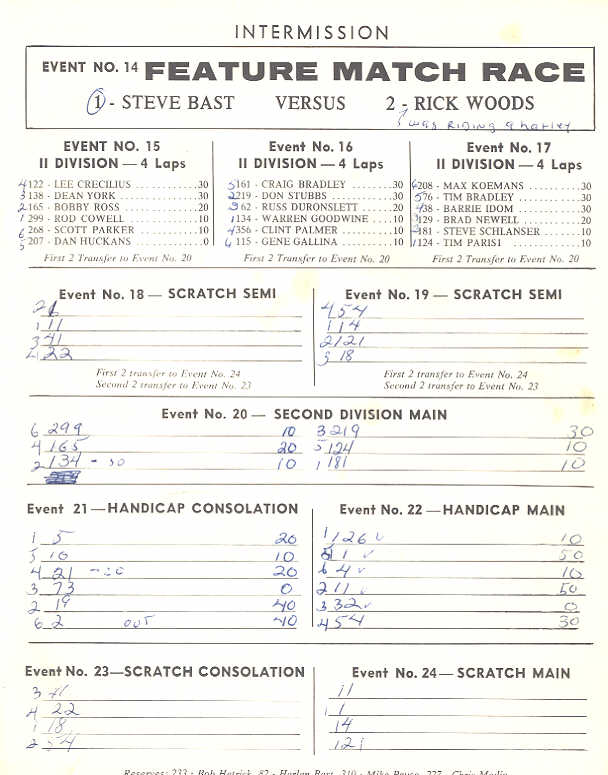 INTERMISSION
EVENT NO. 14 FEATURE MATCH RACE
1 - STEVE BAST VERSUS 2 - RICK WOODS
was RIDING a harley
EVENT NO. 15
II DIVISION — 4 Laps
4 122 - LEE CRECILIUS ...........30
3 138 - DEAN YORK ...............30
2 165 - BOBBY ROSS ..............20
1 299 - ROD COWELL ..............10
6 268 - SCOTT PARKER ............10
5 207 - DAN HUCKANS .............0
First 2 Transfer to Event No. 20
Event No. 16
II DIVISION — 4 Laps
5 161 - CRAIG BRADLEY ..........30
2 219 - DON STUBBS .............30
3 62 - RUSS DURONSLETT .........20
1 134 - WARREN GOODWINE ...10
4 356 - CLINT PALMER ...........10
6 115 - GENE GALLINA ..........10
First 2 Transfer to Event No. 20
Event No. 17
II DIVISION — 4 Laps
6 208 - MAX KOEMANS ............30
5 76 - TIM BRADLEY .............30
4 38 - BARRIE IDOM .............20
3 129 - BRAD NEWELL ............20
181 - STEVE SCHLANSER ........10
1 124 - TIM PARISI .............10
First 2 Transfer to Event No. 20
Event No. 18 — SCRATCH SEMI
2
1 11
3 41
4 22
First 2 transfer to Event No. 24
Second 2 transfer to Event No. 23
Event No. 19 — SCRATCH SEMI
4 54
1 14
2 121
3 18
First 2 transfer to Event No. 24
Second 2 transfer to Event No. 23
Event No. 20 — SECOND DIVISION MAIN
6 299 10 3 219 30
4 165 20 5 124 10
2 134 - 30 10 1 181 10
Event 21 — HANDICAP CONSOLATION
1 5 20
5 10 10
4 21 - 20 20
3 73 0
2 19 40
6 2 OUT 40
Event No. 22 — HANDICAP MAIN
1 126 10
5 1 50
6 4 10
2 11 50
3 332 0
4 54 30
Event No. 23—SCRATCH CONSOLATION
3 41
4 22
1 18
2 54
Event No. 24 — SCRATCH MAIN
11
1 1
14
121